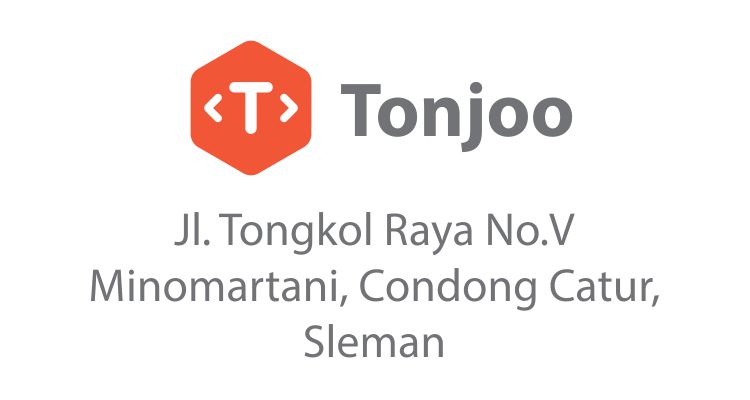 <T>
Tonjoo
Jl. Tongkol Raya No.V
Minomartani, Condong Catur,
Sleman